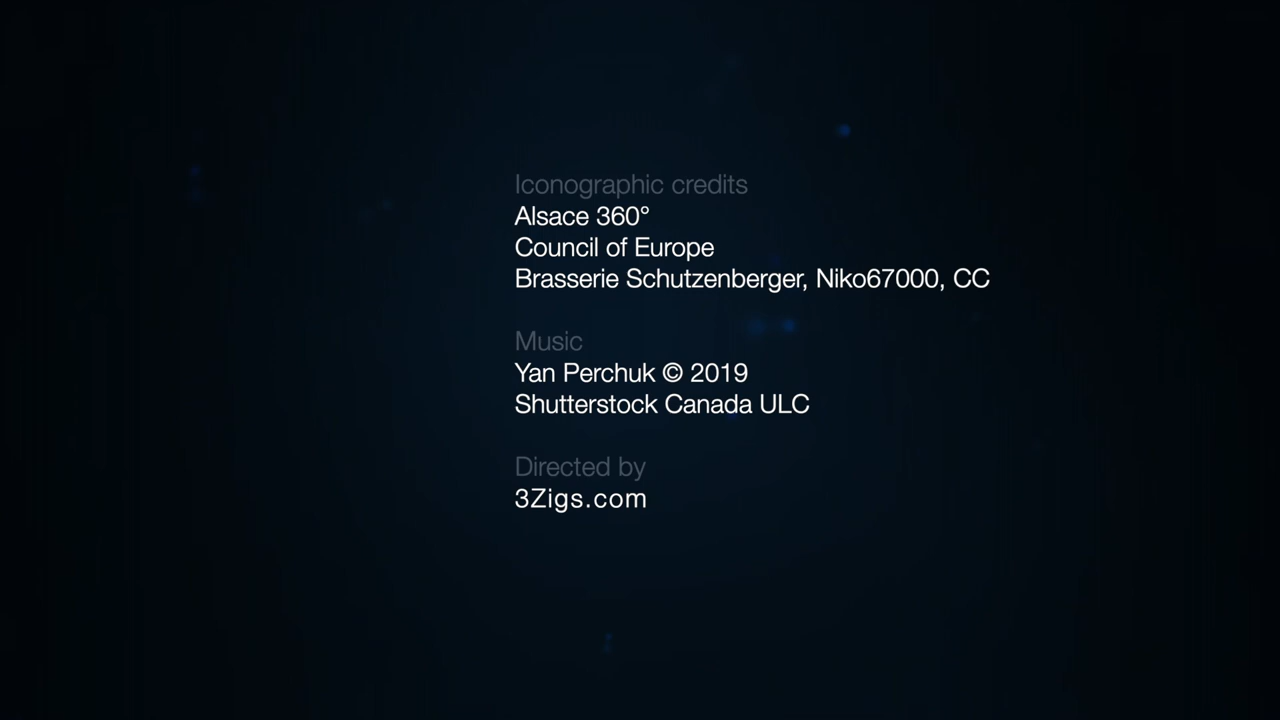 Iconographic credits
Alsace 360°
Council of Europe
Brasserie Schutzenberger, Niko67000, CC
Music
Yan Perchuk © 2019
Shutterstock Canada ULC
Directed by
3Zigs.com